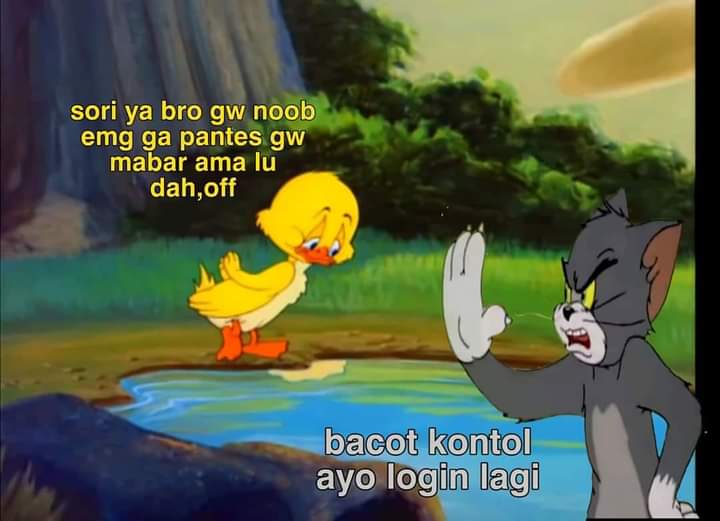 sori ya bro gw noob
emg ga pantes gw
mabar ama lu
dah,off
bacot kontol
ayo login lagi